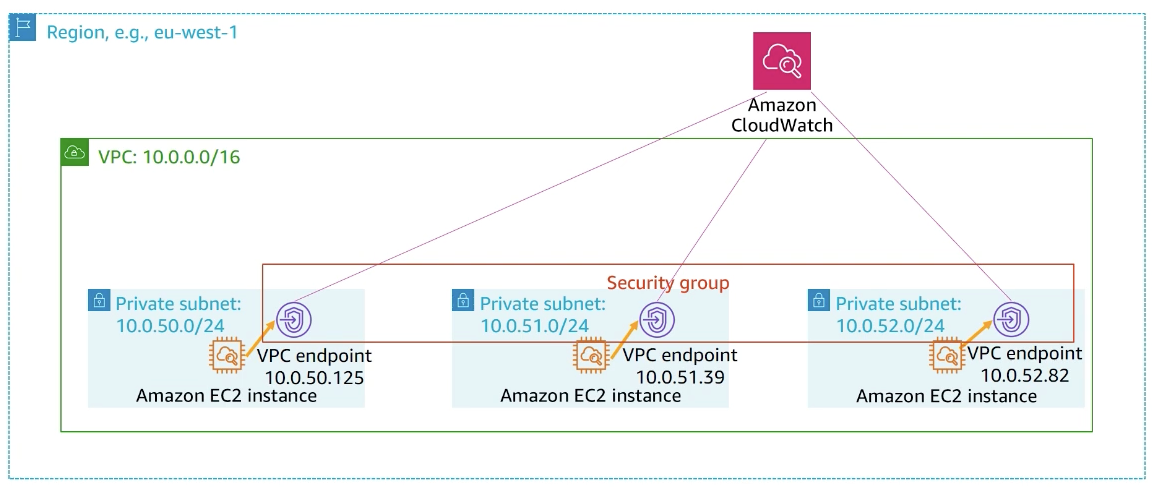 Region, e.g., eu-west-1
Amazon
CloudWatch
VPC: 10.0.0.0/16
Security group
Private subnet:
10.0.50.0/24
VPC endpoint
10.0.50.125
Amazon EC2 instance
Private subnet:
10.0.51.0/24
VPC endpoint
10.0.51.39
Amazon EC2 instance
Private subnet:
10.0.52.0/24
VPC endpoint
10.0.52.82
Amazon EC2 instance